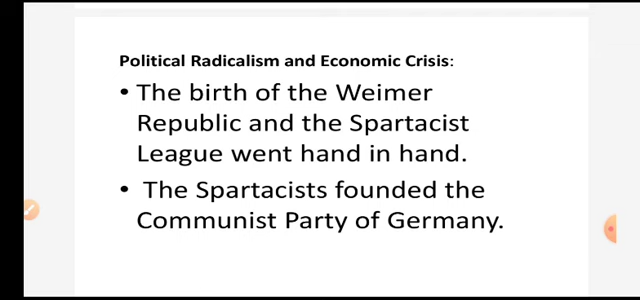 Political Radicalism and Economic Crisis:
• The birth of the Weimer
Republic and the Spartacist
League went hand in hand.
• The Spartacists founded the
Communist Party of Germany.